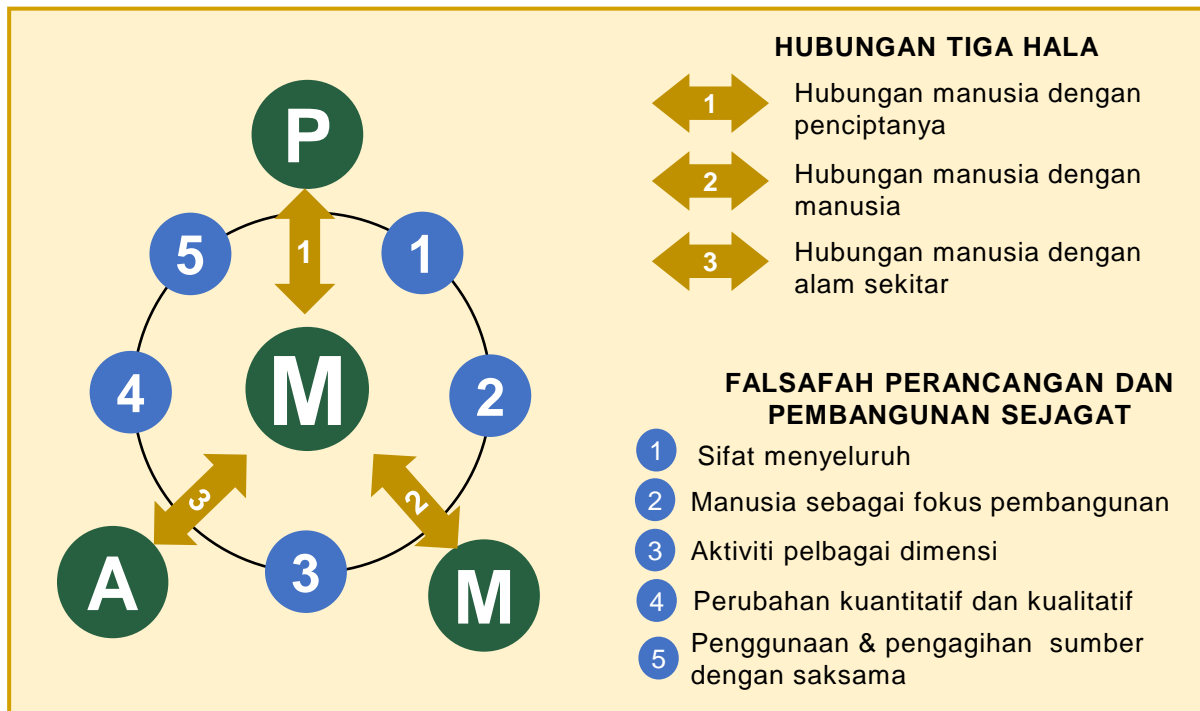 P
5
1
1
M
4
2
3
2
A
3
M
HUBUNGAN TIGA HALA
1
Hubungan manusia dengan
penciptanya
2
Hubungan manusia dengan
manusia
3
Hubungan manusia dengan
alam sekitar
FALSAFAH PERANCANGAN DAN
PEMBANGUNAN SEJAGAT
1 Sifat menyeluruh
2 Manusia sebagai fokus pembangunan
3 Aktiviti pelbagai dimensi
4 Perubahan kuantitatif dan kualitatif
5 Penggunaan & pengagihan sumber
dengan saksama